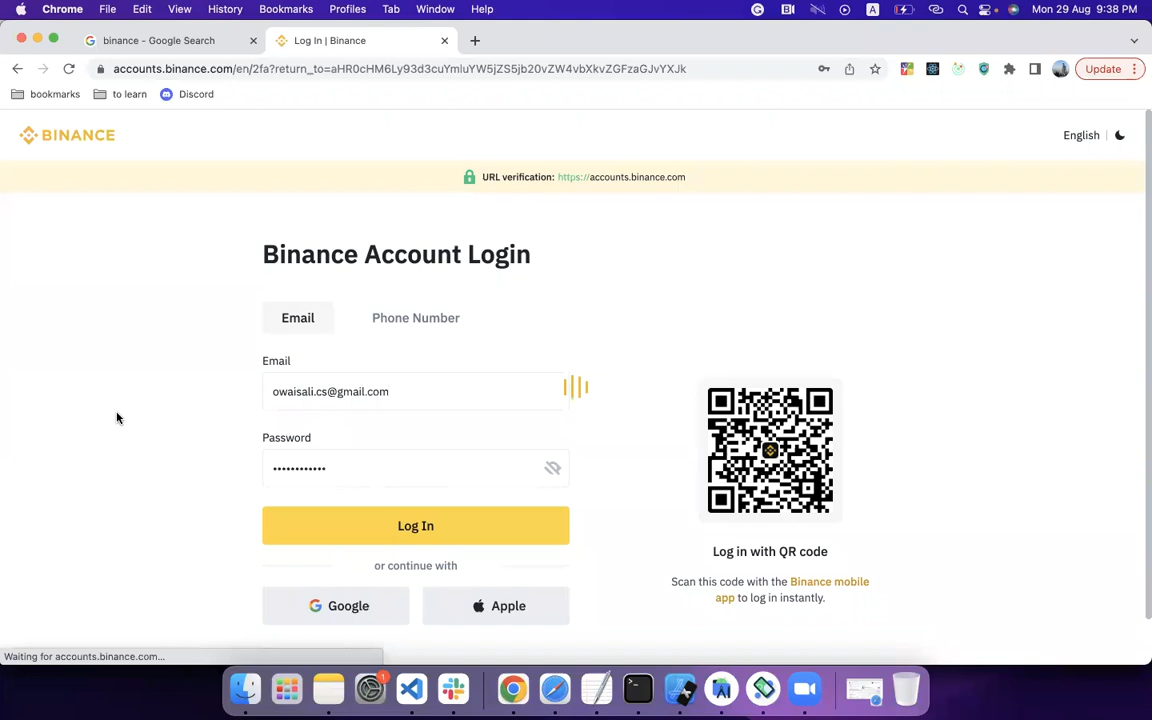 Chrome File Edit View History Bookmarks Profiles Tab Window Help A Mon 29 Aug 9:38 PM
binance - Google Search
Log In | Binance
accounts.binance.com/en/2fa?return_to=aHR0cHM6Ly93d3cuYmluYW5jZS5jb20vZW4vbXkvZGFzaGJvYXJk
Update
bookmarks to learn Discord
BINANCE
English
URL verification: https://accounts.binance.com
Binance Account Login
Email Phone Number
Email
owaisali.cs@gmail.com
Password
••••••••••••
Log In
or continue with
Google Apple
Log in with QR code
Scan this code with the Binance mobile
app to log in instantly.
Waiting for accounts.binance.com...
1